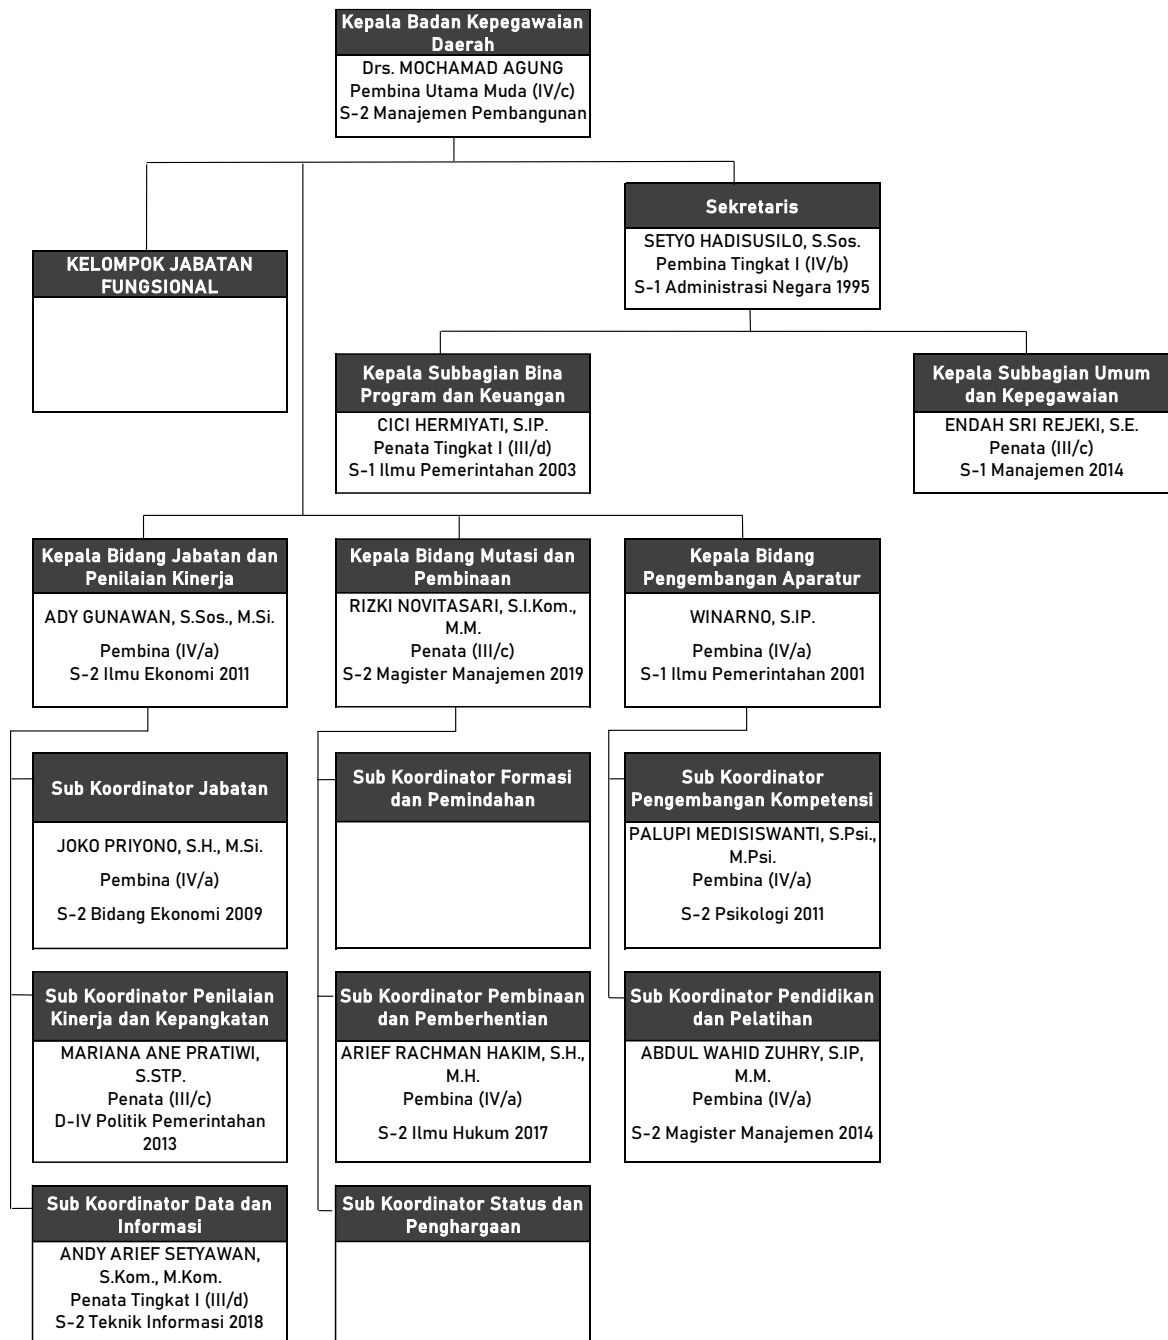 Kepala Badan Kepegawaian
Daerah
Drs. MOCHAMAD AGUNG
Pembina Utama Muda (IV/c)
S-2 Manajemen Pembangunan
Sekretaris
SETYO HADISUSILO, S.Sos.
Pembina Tingkat I (IV/b)
S-1 Administrasi Negara 1995
KELOMPOK JABATAN
FUNGSIONAL
Kepala Subbagian Bina
Program dan Keuangan
CICI HERMIYATI, S.IP.
Penata Tingkat I (III/d)
S-1 Ilmu Pemerintahan 2003
Kepala Subbagian Umum
dan Kepegawaian
ENDAH SRI REJEKI, S.E.
Penata (III/c)
S-1 Manajemen 2014
Kepala Bidang Jabatan dan
Penilaian Kinerja
ADY GUNAWAN, S.Sos., M.Si.
Pembina (IV/a)
S-2 Ilmu Ekonomi 2011
Kepala Bidang Mutasi dan
Pembinaan
RIZKI NOVITASARI, S.I.Kom.,
M.M.
Penata (III/c)
S-2 Magister Manajemen 2019
Kepala Bidang
Pengembangan Aparatur
WINARNO, S.IP.
Pembina (IV/a)
S-1 Ilmu Pemerintahan 2001
Sub Koordinator Jabatan
JOKO PRIYONO, S.H., M.Si.
Pembina (IV/a)
S-2 Bidang Ekonomi 2009
Sub Koordinator Formasi
dan Pemindahan
Sub Koordinator
Pengembangan Kompetensi
PALUPI MEDISISWANTI, S.Psi.,
M.Psi.
Pembina (IV/a)
S-2 Psikologi 2011
Sub Koordinator Penilaian
Kinerja dan Kepangkatan
MARIANA ANE PRATIWI,
S.STP.
Penata (III/c)
D-IV Politik Pemerintahan
2013
Sub Koordinator Pembinaan
dan Pemberhentian
ARIEF RACHMAN HAKIM, S.H.,
M.H.
Pembina (IV/a)
S-2 Ilmu Hukum 2017
Sub Koordinator Pendidikan
dan Pelatihan
ABDUL WAHID ZUHRY, S.IP,
M.M.
Pembina (IV/a)
S-2 Magister Manajemen 2014
Sub Koordinator Data dan
Informasi
ANDY ARIEF SETYAWAN,
S.Kom., M.Kom.
Penata Tingkat I (III/d)
S-2 Teknik Informasi 2018
Sub Koordinator Status dan
Penghargaan